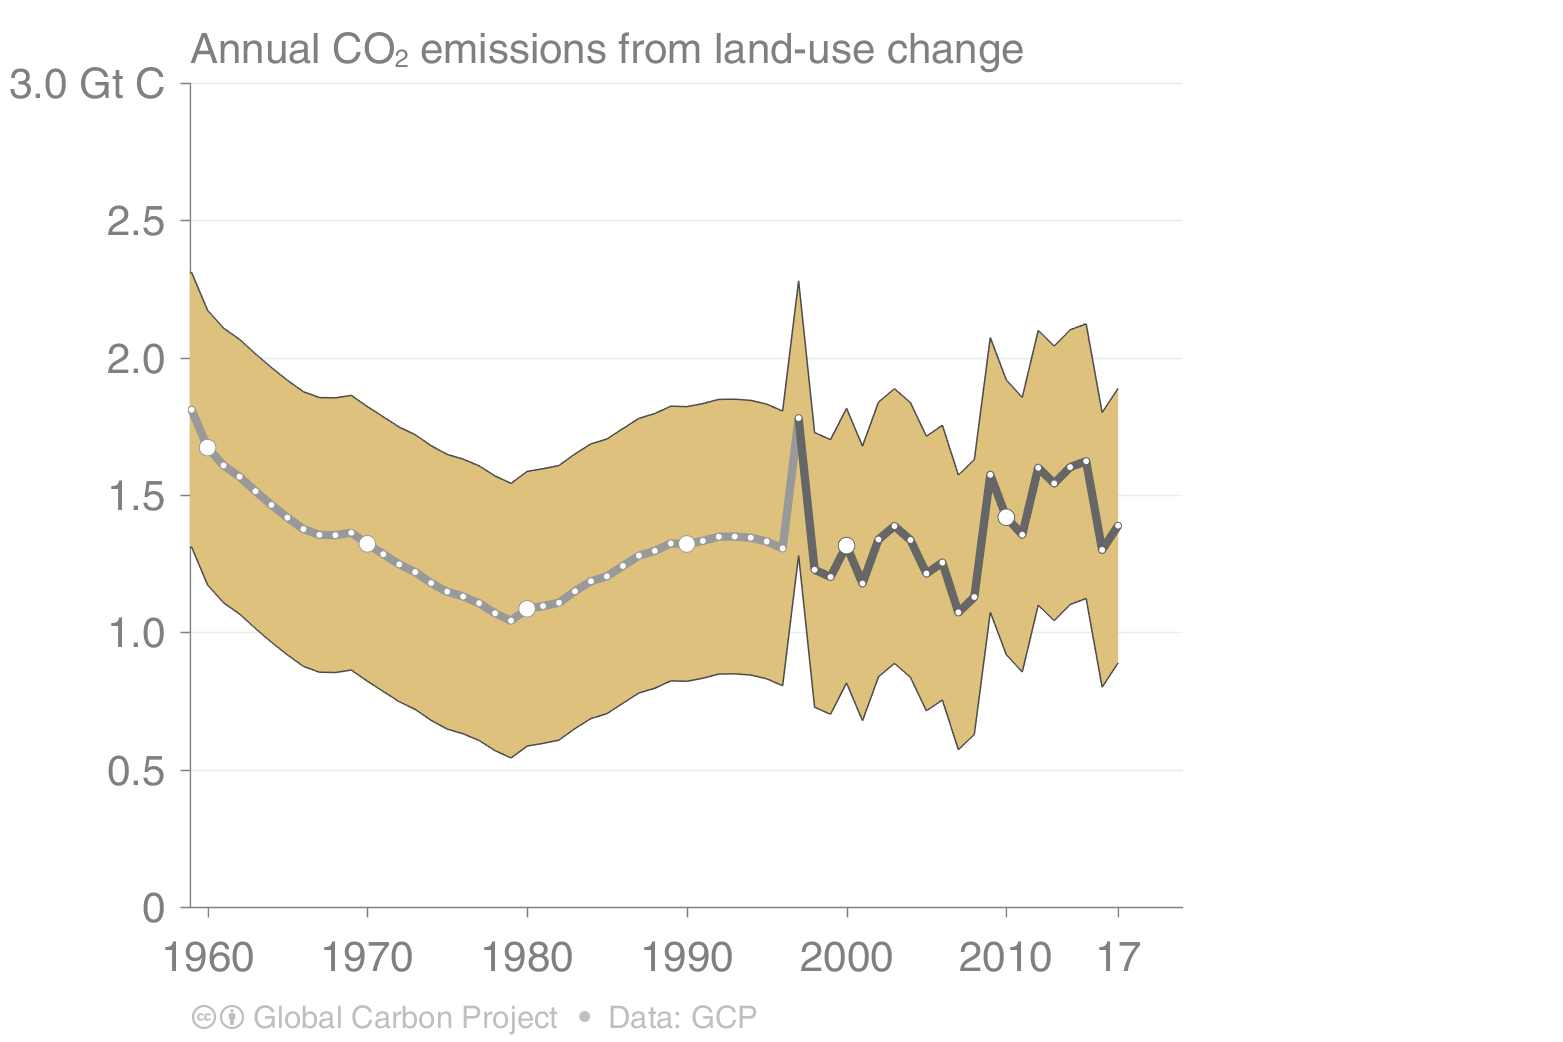 Annual CO₂ emissions from land-use change
3.0 Gt C
2.5
2.0
1.5
1.0
0.5
0
1960 1970 1980 1990 2000 2010 17
cc Global Carbon Project • Data: GCP